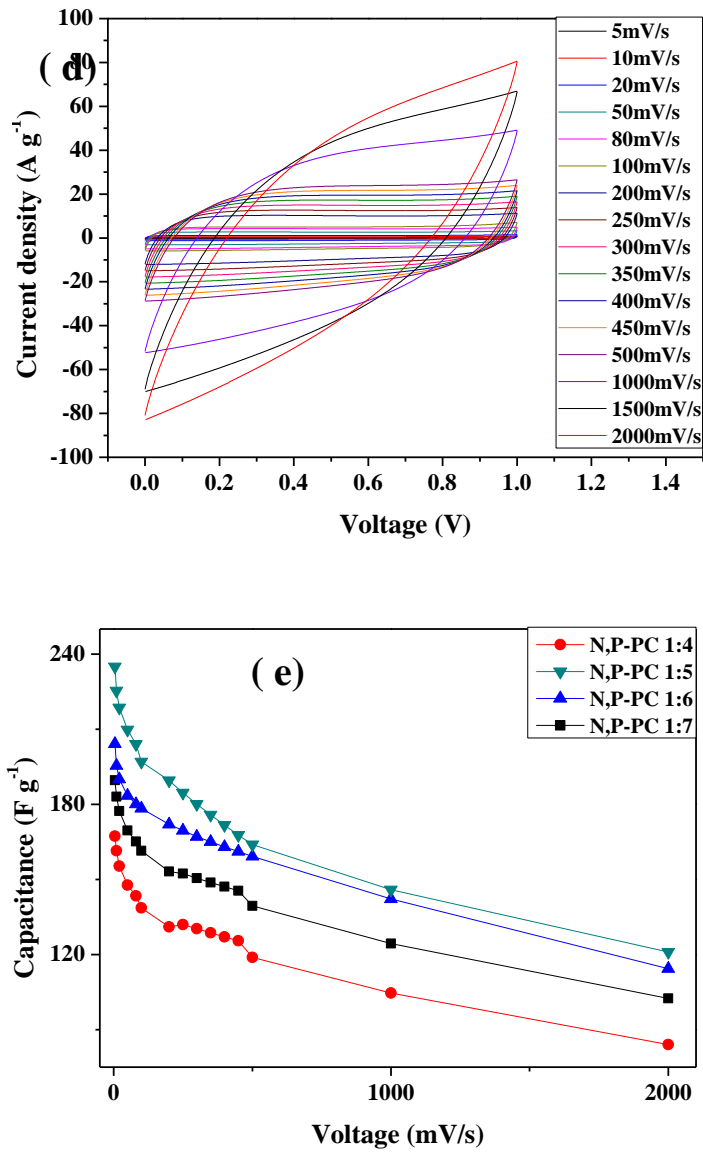 ( d)
100
80
60
40
20
0
-20
-40
-60
-80
-100
Current density (A g⁻¹)
0.0 0.2 0.4 0.6 0.8 1.0 1.2 1.4
Voltage (V)
5mV/s
10mV/s
20mV/s
50mV/s
80mV/s
100mV/s
200mV/s
250mV/s
300mV/s
350mV/s
400mV/s
450mV/s
500mV/s
1000mV/s
1500mV/s
2000mV/s
( e)
240
180
120
Capacitance (F g⁻¹)
0 1000 2000
Voltage (mV/s)
N,P-PC 1:4
N,P-PC 1:5
N,P-PC 1:6
N,P-PC 1:7